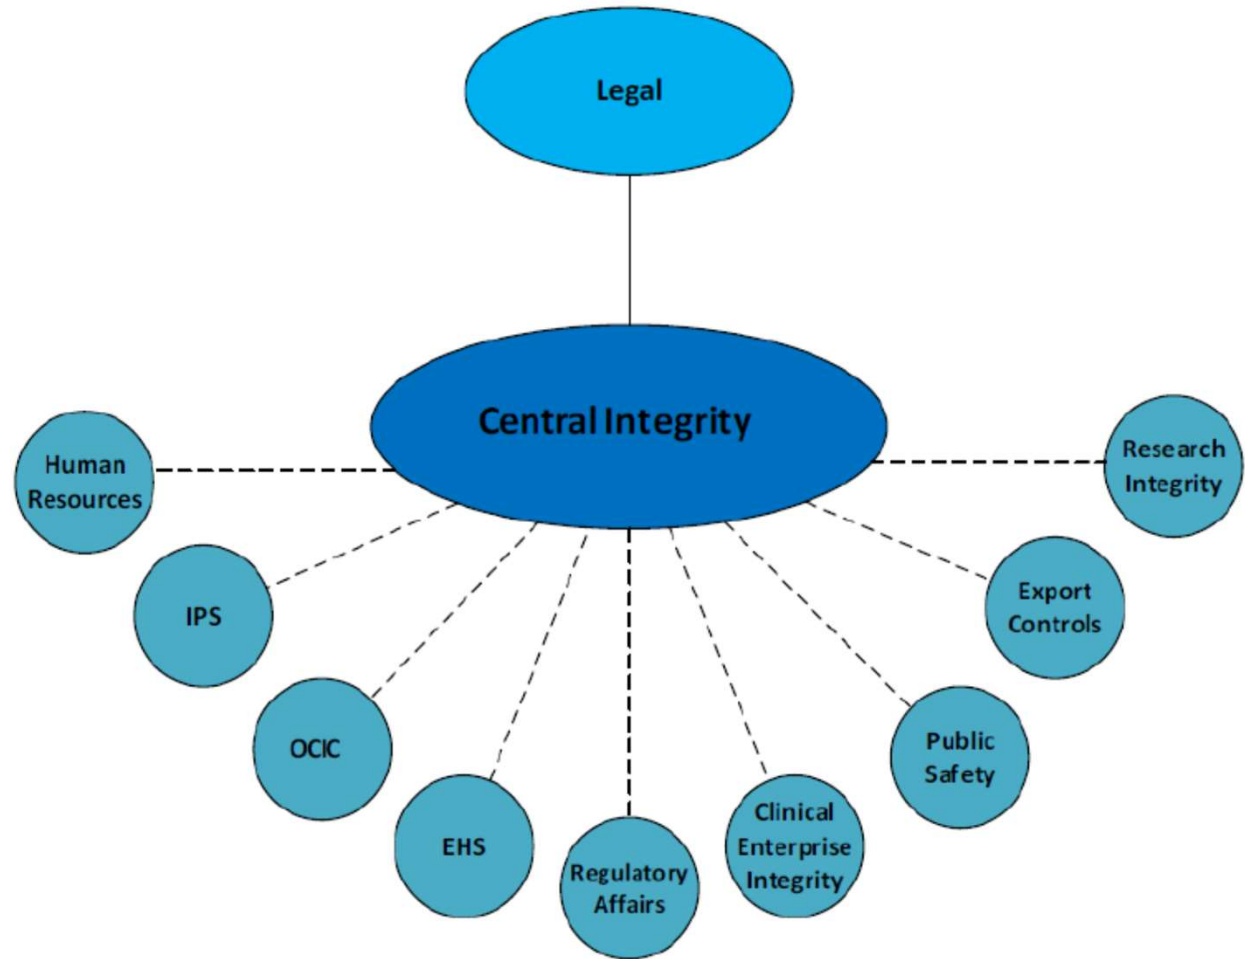 Legal
Central Integrity
Human
Resources
IPS
OCIC
EHS
Regulatory
Affairs
Clinical
Enterprise
Integrity
Public
Safety
Export
Controls
Research
Integrity